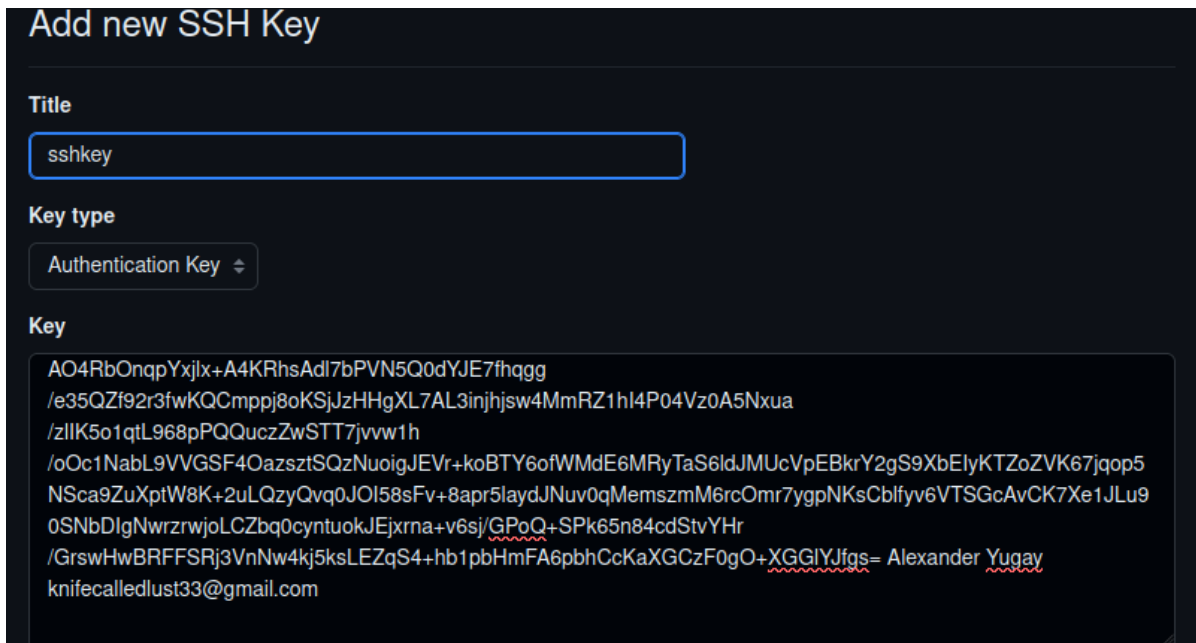 Add new SSH Key
Title
sshkey
Key type
Authentication Key
Key
AO4RbOnqpYxjlx+A4KRhsAdl7bPVN5Q0dYJE7fhqgg
/e35QZf92r3fwKQCmppj8oKSjJzHHgXL7AL3injhjsw4MmRZ1hI4P04Vz0A5Nxua
/zIIK5o1qtL968pPQQuczZwSTT7jvvw1h
/oOc1NabL9VVGSF4OazsztSQzNuoigJEVr+koBTY6ofWMdE6MRyTaS6ldJMUcVpEBkrY2gS9XbEIyKTZoZVK67jqop5
NSca9ZuXptW8K+2uLQzyQvq0JOI58sFv+8apr5laydJNuv0qMemszmM6rcOmr7ygpNKsCblfyv6VTSGcAvCK7Xe1JLu9
0SNbDIgNwrzrwjoLCZbq0cyntuokJEjxrna+v6sj/GPoQ+SPk65n84cdStvYHr
/GrswHwBRFFSRj3VnNw4kj5ksLEZqS4+hb1pbHmFA6pbhCcKaXGCzF0gO+XGGlYJfgs= Alexander Yugay
knifecalledlust33@gmail.com